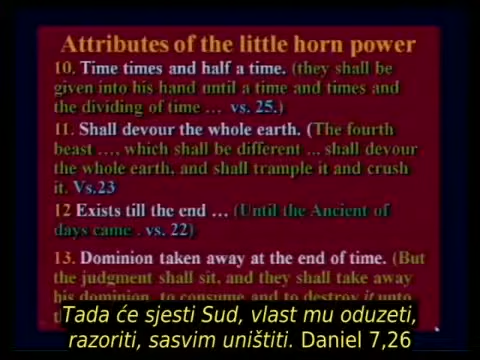 Attributes of the little horn power
10. Time times and half a time. (they shall be
given into his hand until a time and times and
the dividing of time ... vs. 25.)
11. Shall devour the whole earth. (The fourth
beast ...., which shall be different ... shall devour
the whole earth, and shall trample it and crush
it. Vs.23
12 Exists till the end ... (Until the Ancient of
days came . vs. 22)
13. Dominion taken away at the end of time. (But
the judgment shall sit, and they shall take away
his dominion, to consume and to destroy it unto
Tada će sjesti Sud, vlast mu oduzeti,
razoriti, sasvim uništiti. Daniel 7,26